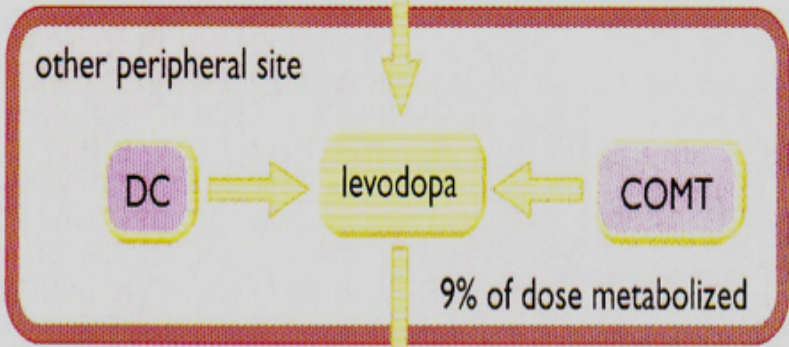 other peripheral site
DC levodopa COMT
9% of dose metabolized